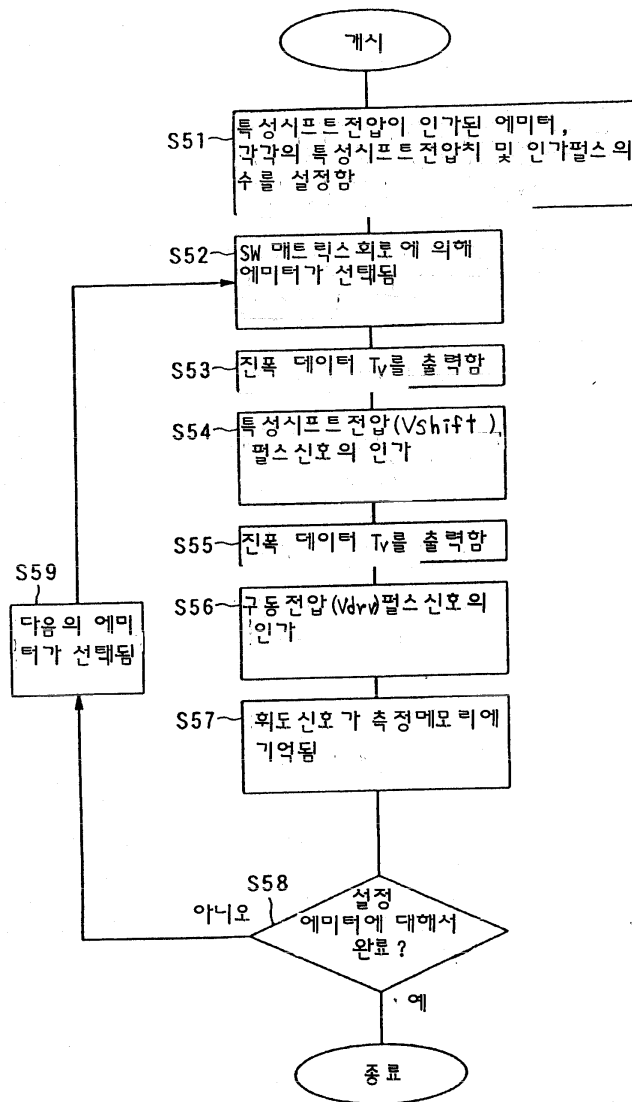 개시
S51
특성시프트전압이 인가된 에미터,
각각의 특성시프트전압치 및 인가펄스의
수를 설정함
S52
SW 매트릭스회로에 의해
에미터가 선택됨
S53
진폭 데이터 Tv를 출력함
S54
특성시프트전압(Vshift)
펄스신호의 인가
S55
진폭 데이터 Tv를 출력함
S56
구동전압(Vdrv)펄스신호의
인가
S57
휘도신호가 측정메모리에
기억됨
S58
설정
에미터에 대해서
완료?
아니오
S59
다음의 에미
터가 선택됨
예
종료